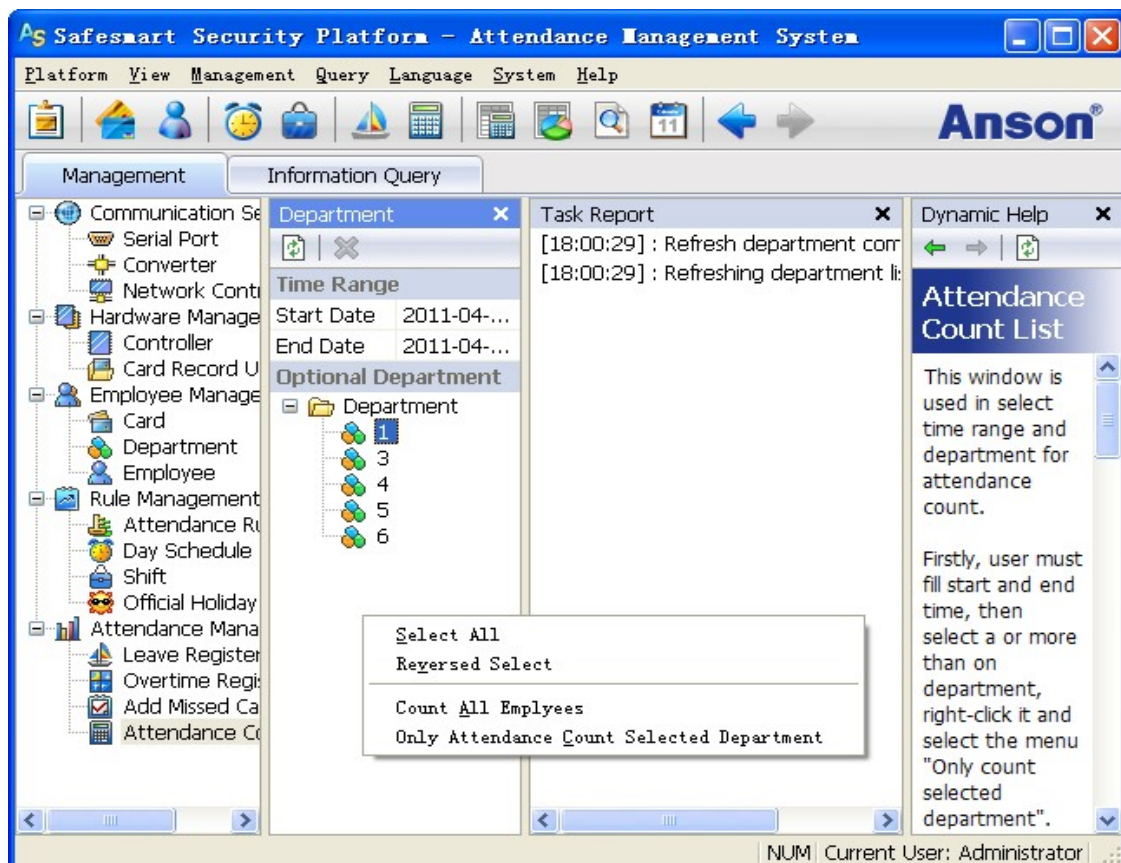 AS Safesmart Security Platform - Attendance Management System
Platform View Management Query Language System Help
11
Anson®
Management
Information Query
Communication Se
Serial Port
Converter
Network Contr
Hardware Manage
Controller
Card Record U
Employee Manage
Card
Department
Employee
Rule Management
Attendance Ru
Day Schedule
Shift
Official Holiday
Attendance Mana
Leave Register
Overtime Regis
Add Missed Ca
Attendance Co
Department
Time Range
Start Date 2011-04-...
End Date 2011-04-...
Optional Department
Department
1
3
4
5
6
Task Report
[18:00:29] : Refresh department com
[18:00:29] : Refreshing department lis
Select All
Reversed Select
Count All Emplyees
Only Attendance Count Selected Department
Dynamic Help
Attendance
Count List
This window is
used in select
time range and
department for
attendance
count.
Firstly, user must
fill start and end
time, then
select a or more
than on
department,
right-click it and
select the menu
"Only count
selected
department".
NUM Current User: Administrator